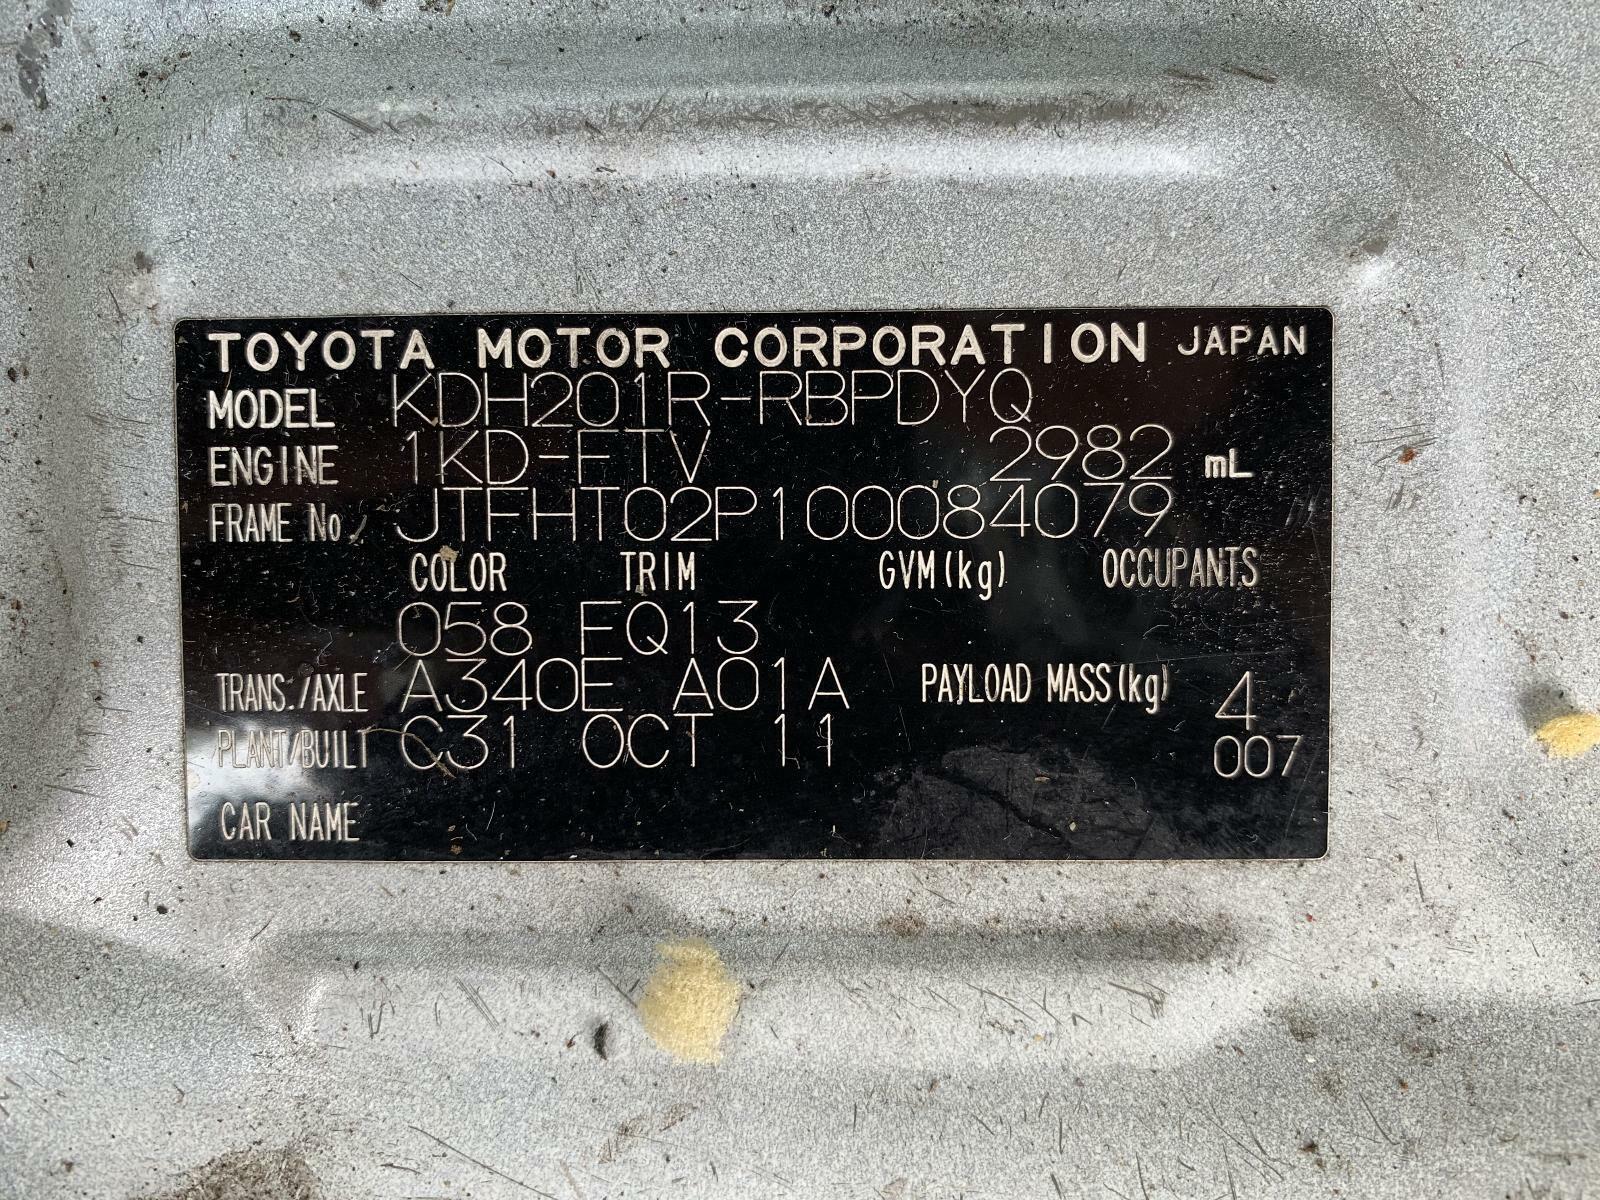 TOYOTA MOTOR CORPORATION JAPAN
MODEL KDH201R-RBPDYQ
ENGINE 1KD-FTV 2982 mL
FRAME No. JTFHT02P100084079
COLOR TRIM GVM(kg) OCCUPANTS
058 FQ13
TRANS./AXLE A340E A01A PAYLOAD MASS(kg) 4
PLANT/BUILT C31 OCT 11 007
CAR NAME